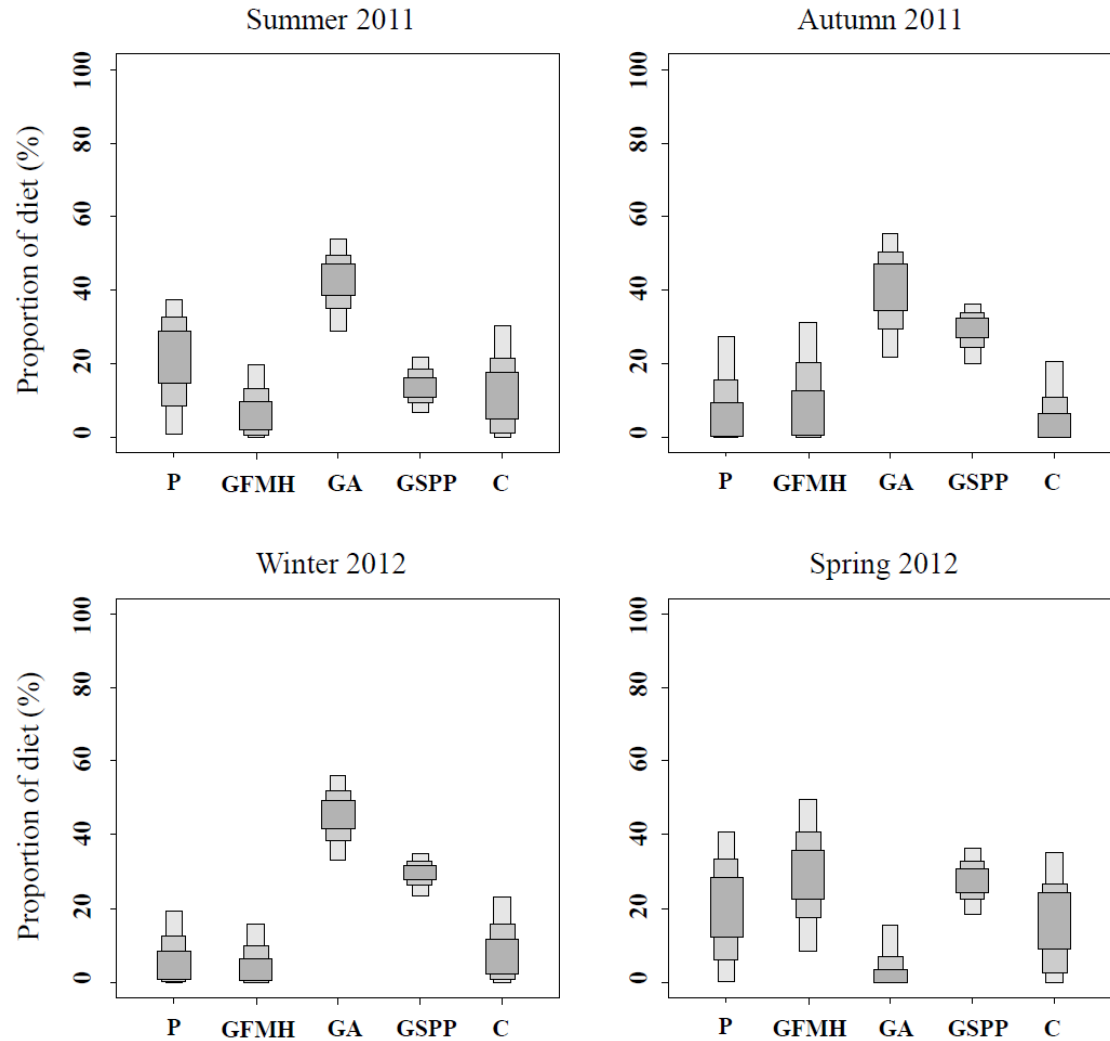 Summer 2011
Autumn 2011
Proportion of diet (%)
100
80
60
40
20
0
P GFMH GA GSPP C
100
80
60
40
20
0
P GFMH GA GSPP C
Winter 2012
Spring 2012
Proportion of diet (%)
100
80
60
40
20
0
P GFMH GA GSPP C
100
80
60
40
20
0
P GFMH GA GSPP C